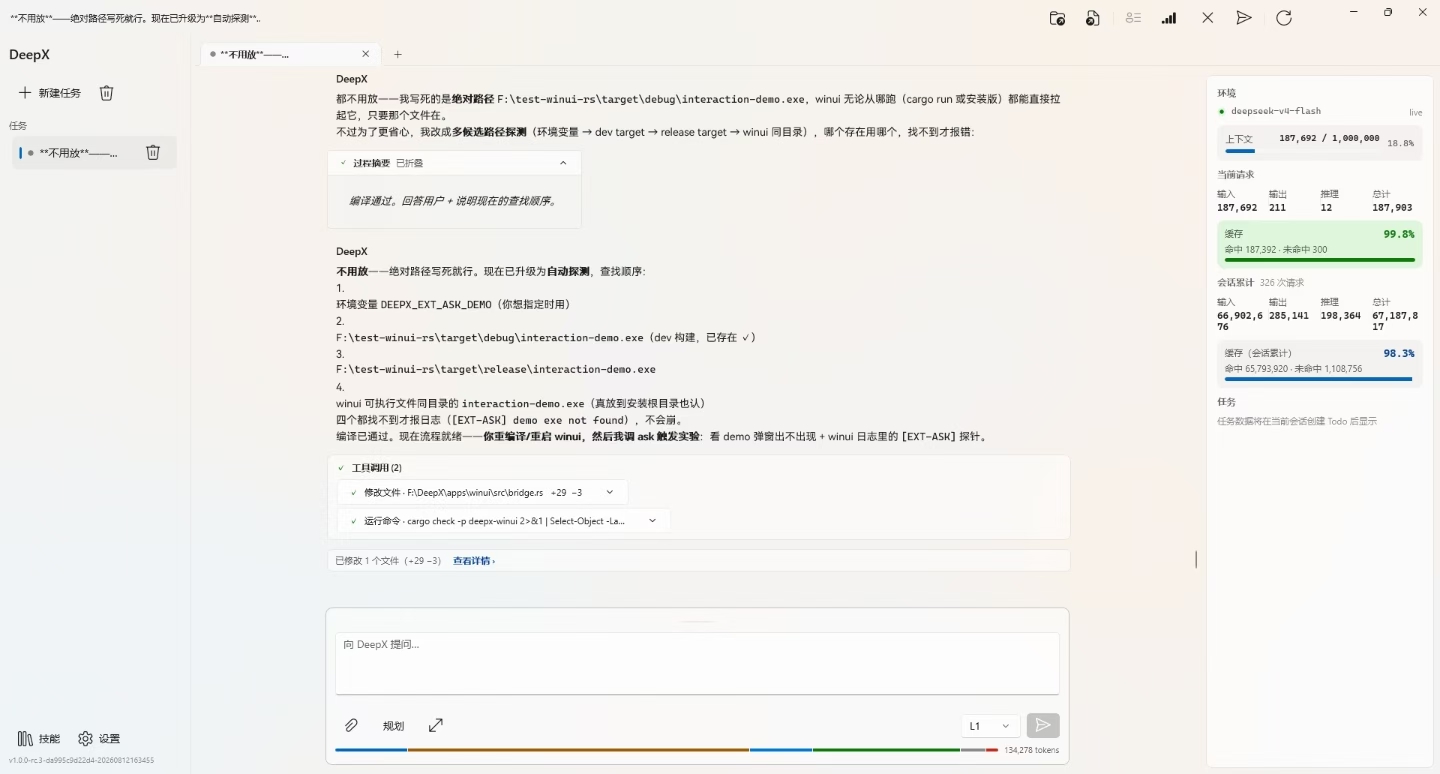 **不用放**——绝对路径写死就行。现在已升级为**自动探测**..
DeepX
新建任务
任务
**不用放**——...
**不用放**——...
DeepX
都不用放——我写死的是绝对路径 F:\test-winui-rs\target\debug\interaction-demo.exe，winui 无论从哪跑（cargo run 或安装版）都能直接拉
起它，只要那个文件在。
不过为了更省心，我改成多候选路径探测（环境变量 → dev target → release target → winui 同目录），哪个存在用哪个，找不到才报错：
过程摘要 已折叠
编译通过。回答用户 + 说明现在的查找顺序。
DeepX
不用放——绝对路径写死就行。现在已升级为自动探测，查找顺序：
1.
环境变量 DEEPX_EXT_ASK_DEMO（你想指定时用）
2.
F:\test-winui-rs\target\debug\interaction-demo.exe（dev 构建，已存在 ✓）
3.
F:\test-winui-rs\target\release\interaction-demo.exe
4.
winui 可执行文件同目录的 interaction-demo.exe（真放到安装根目录也认）
四个都找不到才报日志（[EXT-ASK] demo exe not found），不会崩。
编译已通过。现在流程就绪——你重编译/重启 winui，然后我调 ask 触发实验：看 demo 弹窗出不出现 + winui 日志里的 [EXT-ASK] 探针。
✓ 工具调用 (2)
✓ 修改文件 · F:\DeepX\apps\winui\src\bridge.rs +29 −3
✓ 运行命令 · cargo check -p deepx-winui 2>&1 | Select-Object -La...
已修改 1 个文件（+29 −3） 查看详情 ›
向 DeepX 提问...
规划
L1
134,278 tokens
技能 设置
v1.0.0-rc.3-da995c9d22d4-20260812163455
环境
deepseek-v4-flash live
上下文 187,692 / 1,000,000 18.8%
当前请求
输入 输出 推理 总计
187,692 211 12 187,903
缓存 99.8%
命中 187,392 · 未命中 300
会话累计 326 次请求
输入 输出 推理 总计
66,902,6 285,141 198,364 67,187,8
76 17
缓存（会话累计） 98.3%
命中 65,793,920 · 未命中 1,108,756
任务
任务数据将在当前会话创建 Todo 后显示